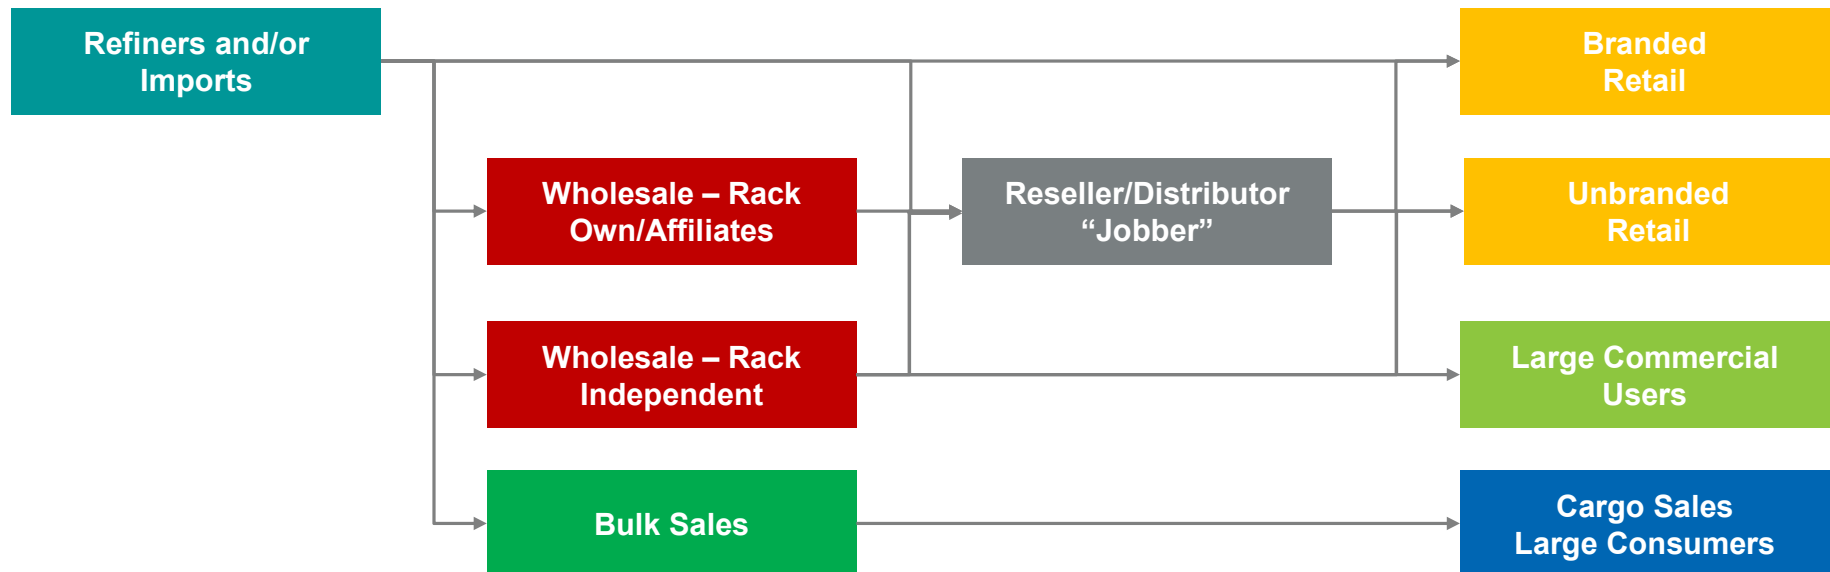 Refiners and/or
Imports
Branded
Retail
Wholesale – Rack
Own/Affiliates
Reseller/Distributor
“Jobber”
Unbranded
Retail
Wholesale – Rack
Independent
Large Commercial
Users
Bulk Sales
Cargo Sales
Large Consumers